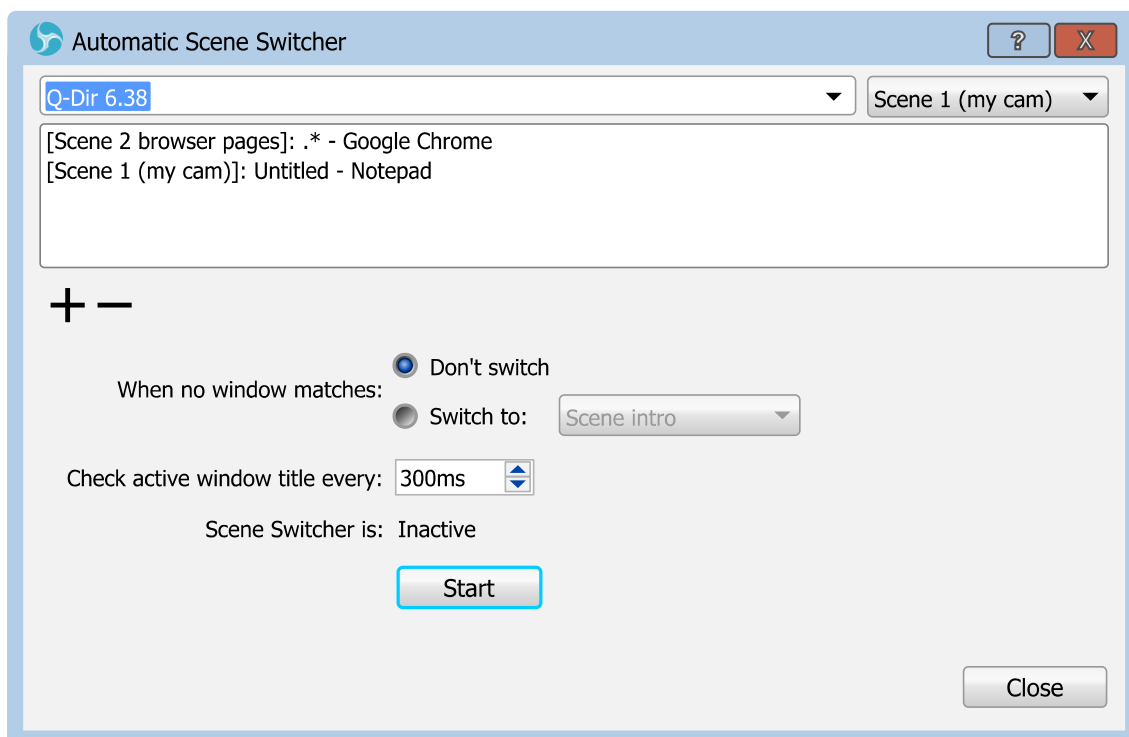 Automatic Scene Switcher
? X
Q-Dir 6.38
Scene 1 (my cam)
[Scene 2 browser pages]: .* - Google Chrome
[Scene 1 (my cam)]: Untitled - Notepad
When no window matches:
Don't switch
Switch to: Scene intro
Check active window title every: 300ms
Scene Switcher is: Inactive
Start
Close